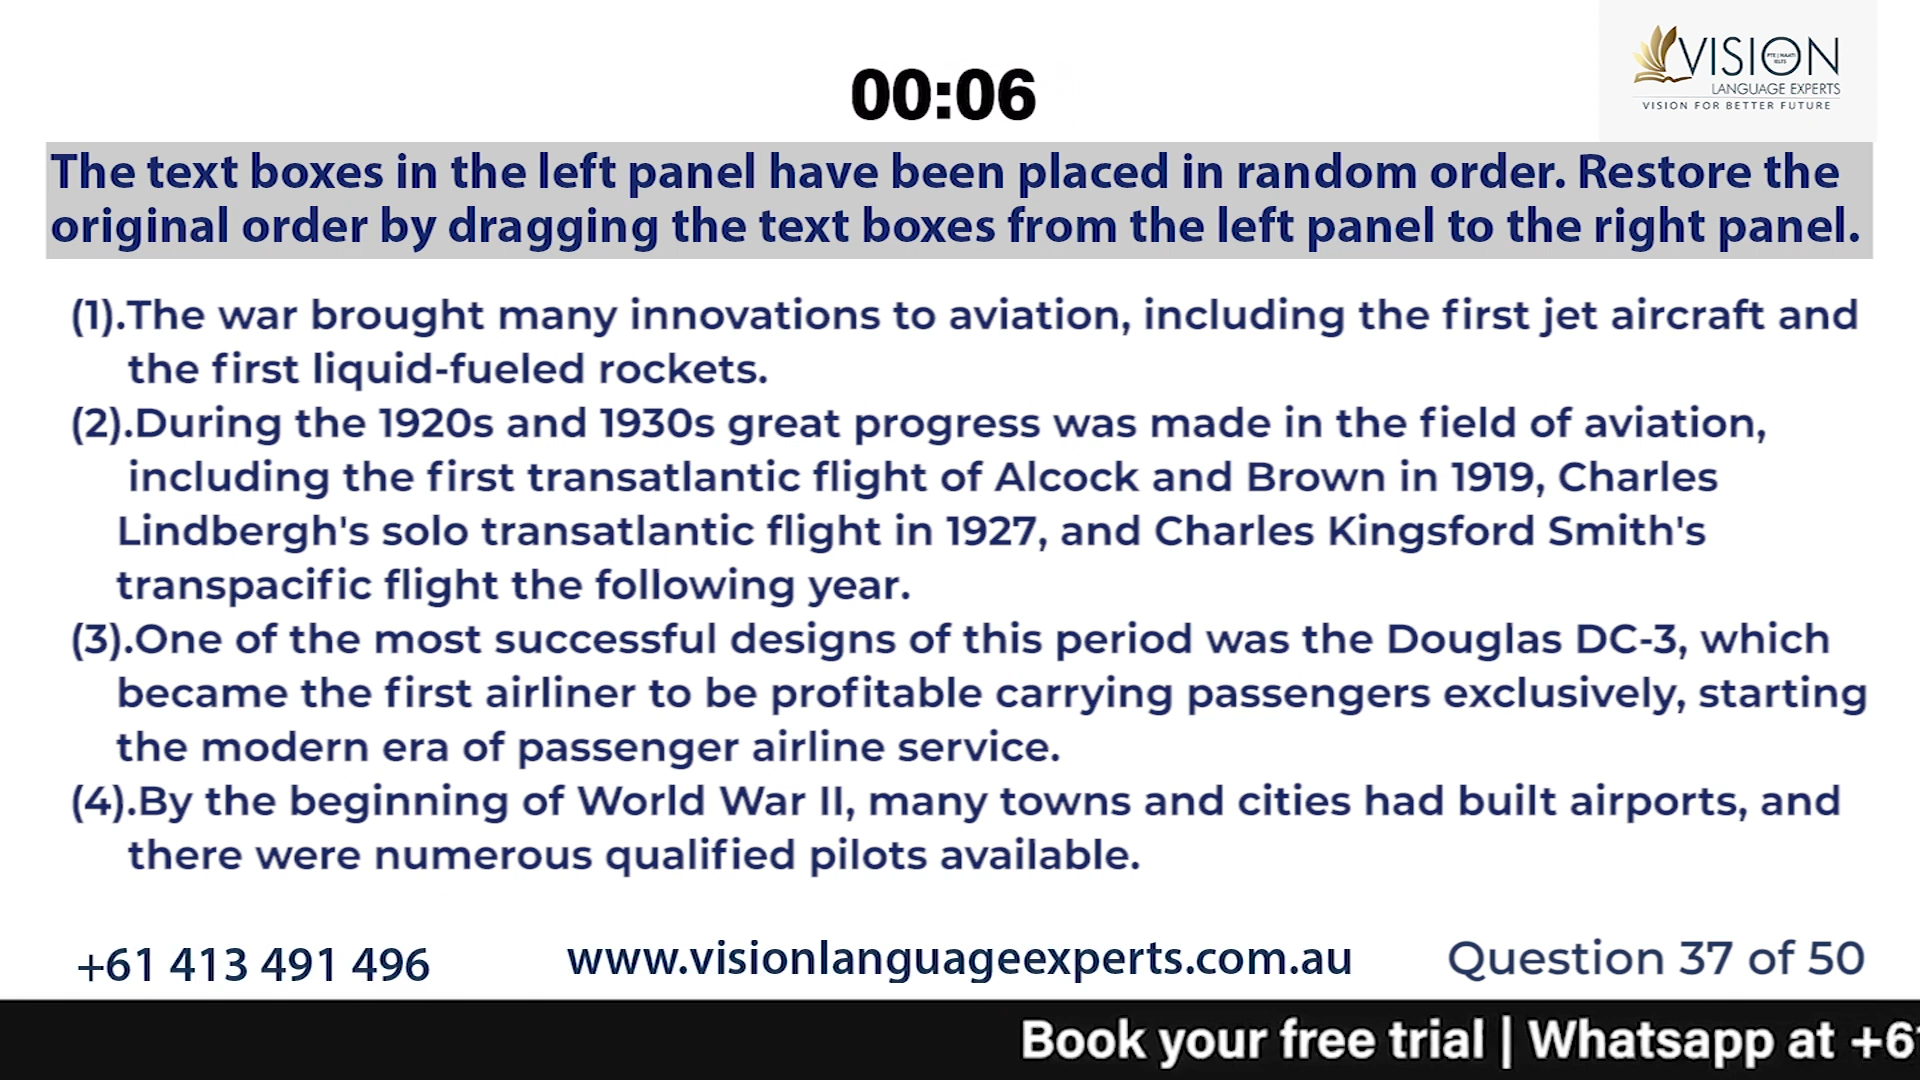 VISION
PTE | NAATI
IELTS
LANGUAGE EXPERTS
VISION FOR BETTER FUTURE
00:06
The text boxes in the left panel have been placed in random order. Restore the
original order by dragging the text boxes from the left panel to the right panel.
(1).The war brought many innovations to aviation, including the first jet aircraft and
the first liquid-fueled rockets.
(2).During the 1920s and 1930s great progress was made in the field of aviation,
including the first transatlantic flight of Alcock and Brown in 1919, Charles
Lindbergh's solo transatlantic flight in 1927, and Charles Kingsford Smith's
transpacific flight the following year.
(3).One of the most successful designs of this period was the Douglas DC-3, which
became the first airliner to be profitable carrying passengers exclusively, starting
the modern era of passenger airline service.
(4).By the beginning of World War II, many towns and cities had built airports, and
there were numerous qualified pilots available.
+61 413 491 496
www.visionlanguageexperts.com.au
Question 37 of 50
Book your free trial | Whatsapp at +61